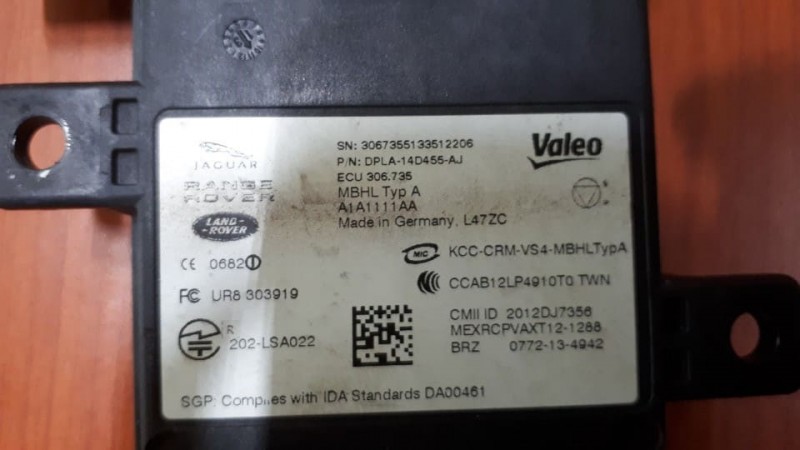 JAGUAR
RANGE
ROVER
LAND-
ROVER
SN: 3067355133512206
P/N: DPLA-14D455-AJ
ECU 306.735
MBHL Typ A
A1A1111AA
Made in Germany, L47ZC
Valeo
CE 0682
FC UR8 303919
R
202-LSA022
MIC KCC-CRM-VS4-MBHLTypA
CCAB12LP4910T0 TWN
CMII ID 2012DJ7356
MEXRCPVAXT12-1288
BRZ 0772-13-4942
SGP: Complies with IDA Standards DA00461